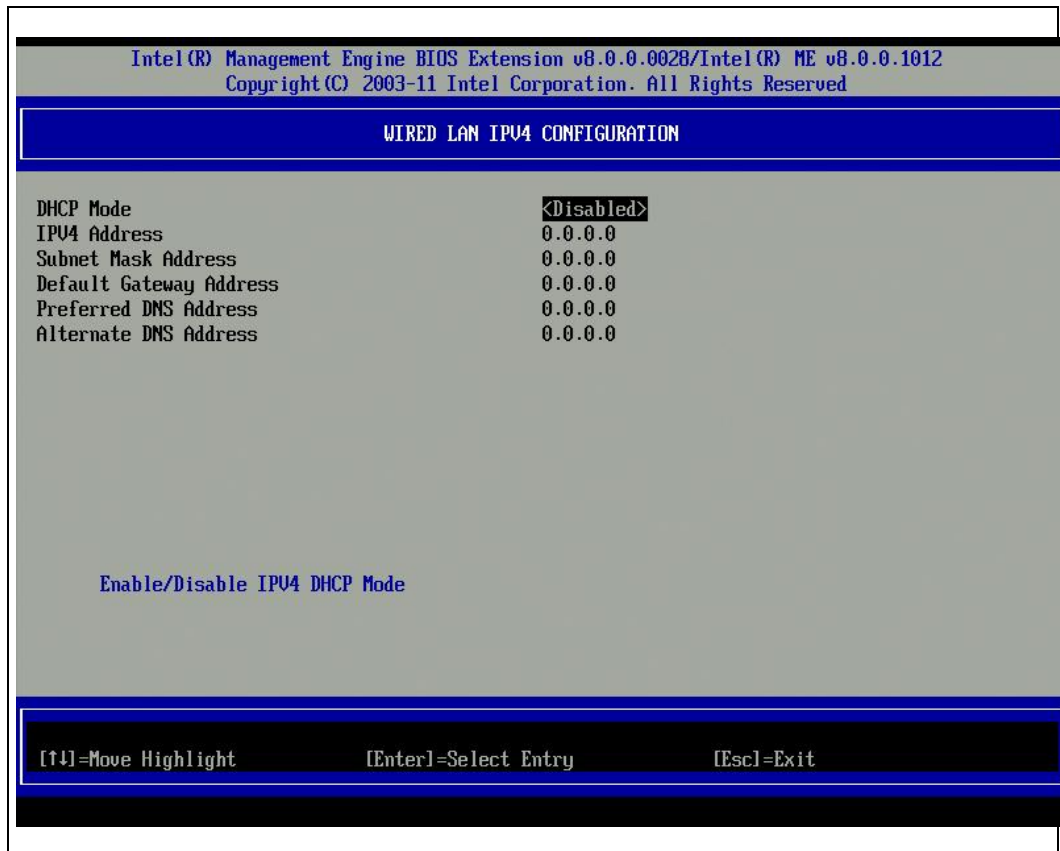 Intel(R) Management Engine BIOS Extension v8.0.0.0028/Intel(R) ME v8.0.0.1012
Copyright(C) 2003-11 Intel Corporation. All Rights Reserved
WIRED LAN IPV4 CONFIGURATION
DHCP Mode <Disabled>
IPV4 Address 0.0.0.0
Subnet Mask Address 0.0.0.0
Default Gateway Address 0.0.0.0
Preferred DNS Address 0.0.0.0
Alternate DNS Address 0.0.0.0
Enable/Disable IPV4 DHCP Mode
[↑↓]=Move Highlight [Enter]=Select Entry [Esc]=Exit